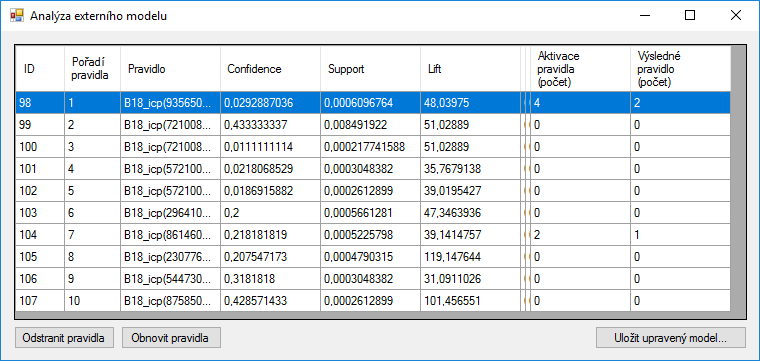 Analýza externího modelu
ID Pořadí pravidla Pravidlo Confidence Support Lift Aktivace pravidla (počet) Výsledné pravidlo (počet)
98 1 B18_icp(935650... 0,0292887036 0,0006096764 48,03975 4 2
99 2 B18_icp(721008... 0,433333337 0,008491922 51,02889 0 0
100 3 B18_icp(721008... 0,0111111114 0,000217741588 51,02889 0 0
101 4 B18_icp(572100... 0,0218068529 0,0003048382 35,7679138 0 0
102 5 B18_icp(572100... 0,0186915882 0,0002612899 39,0195427 0 0
103 6 B18_icp(296410... 0,2 0,0005661281 47,3463936 0 0
104 7 B18_icp(861460... 0,218181819 0,0005225798 39,1414757 2 1
105 8 B18_icp(230776... 0,207547173 0,0004790315 119,147644 0 0
106 9 B18_icp(544730... 0,3181818 0,0003048382 31,0911026 0 0
107 10 B18_icp(875850... 0,428571433 0,0002612899 101,456551 0 0
Odstranit pravidla Obnovit pravidla Uložit upravený model...